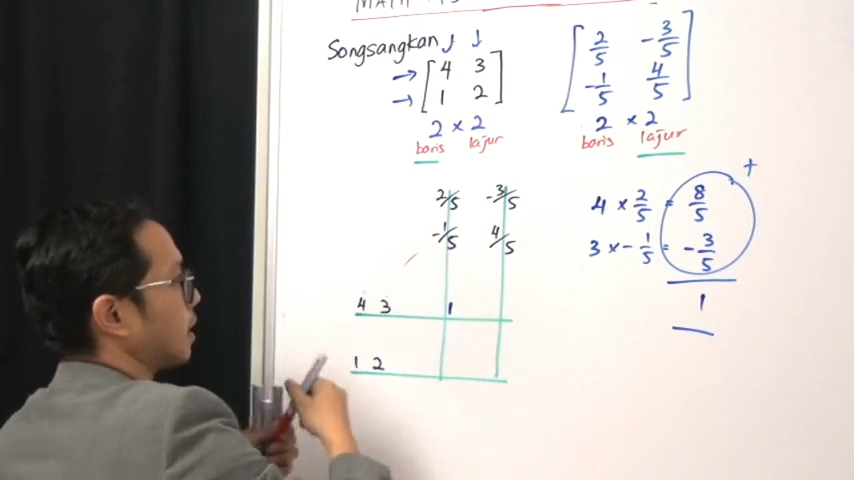 MATH
Songsangkan ↓ ↓
→ [ 4 3
→ 1 2 ]
2 × 2
baris lajur
[ 2/5 -3/5
-1/5 4/5 ]
2 × 2
baris lajur
2/5 -3/5
-1/5 4/5
4 3 1
1 2
+
4 × 2/5 = 8/5
3 × -1/5 = -3/5
1